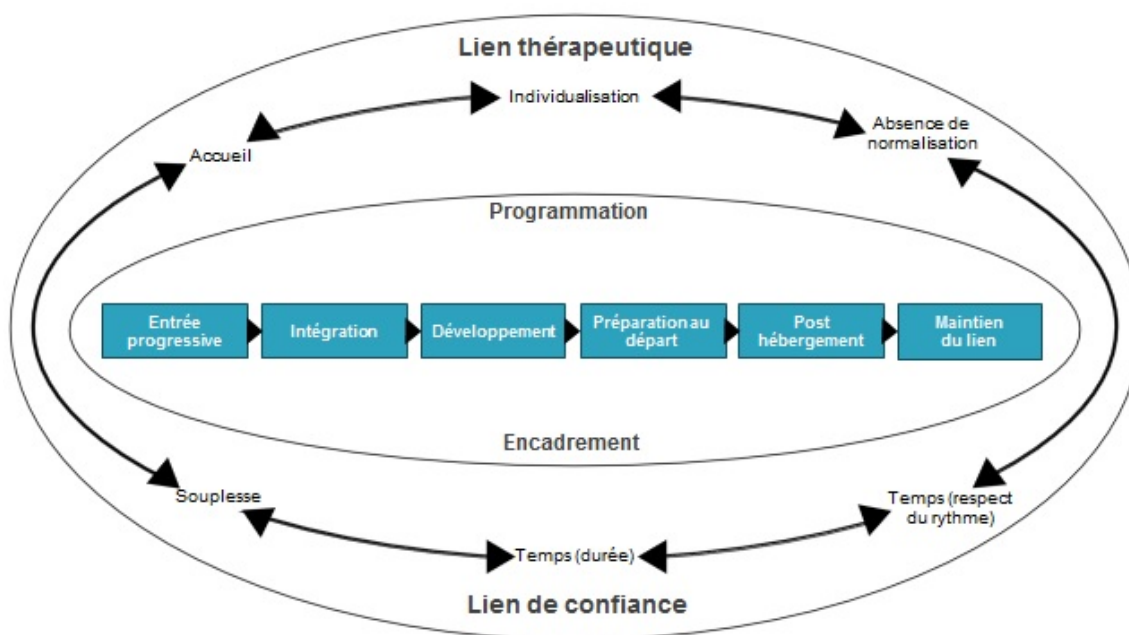 Lien thérapeutique
Individualisation
Absence de
normalisation
Accueil
Programmation
Entrée
progressive
Intégration
Développement
Préparation au
départ
Post
hébergement
Maintien
du lien
Encadrement
Souplesse
Temps (respect
du rythme)
Temps (durée)
Lien de confiance